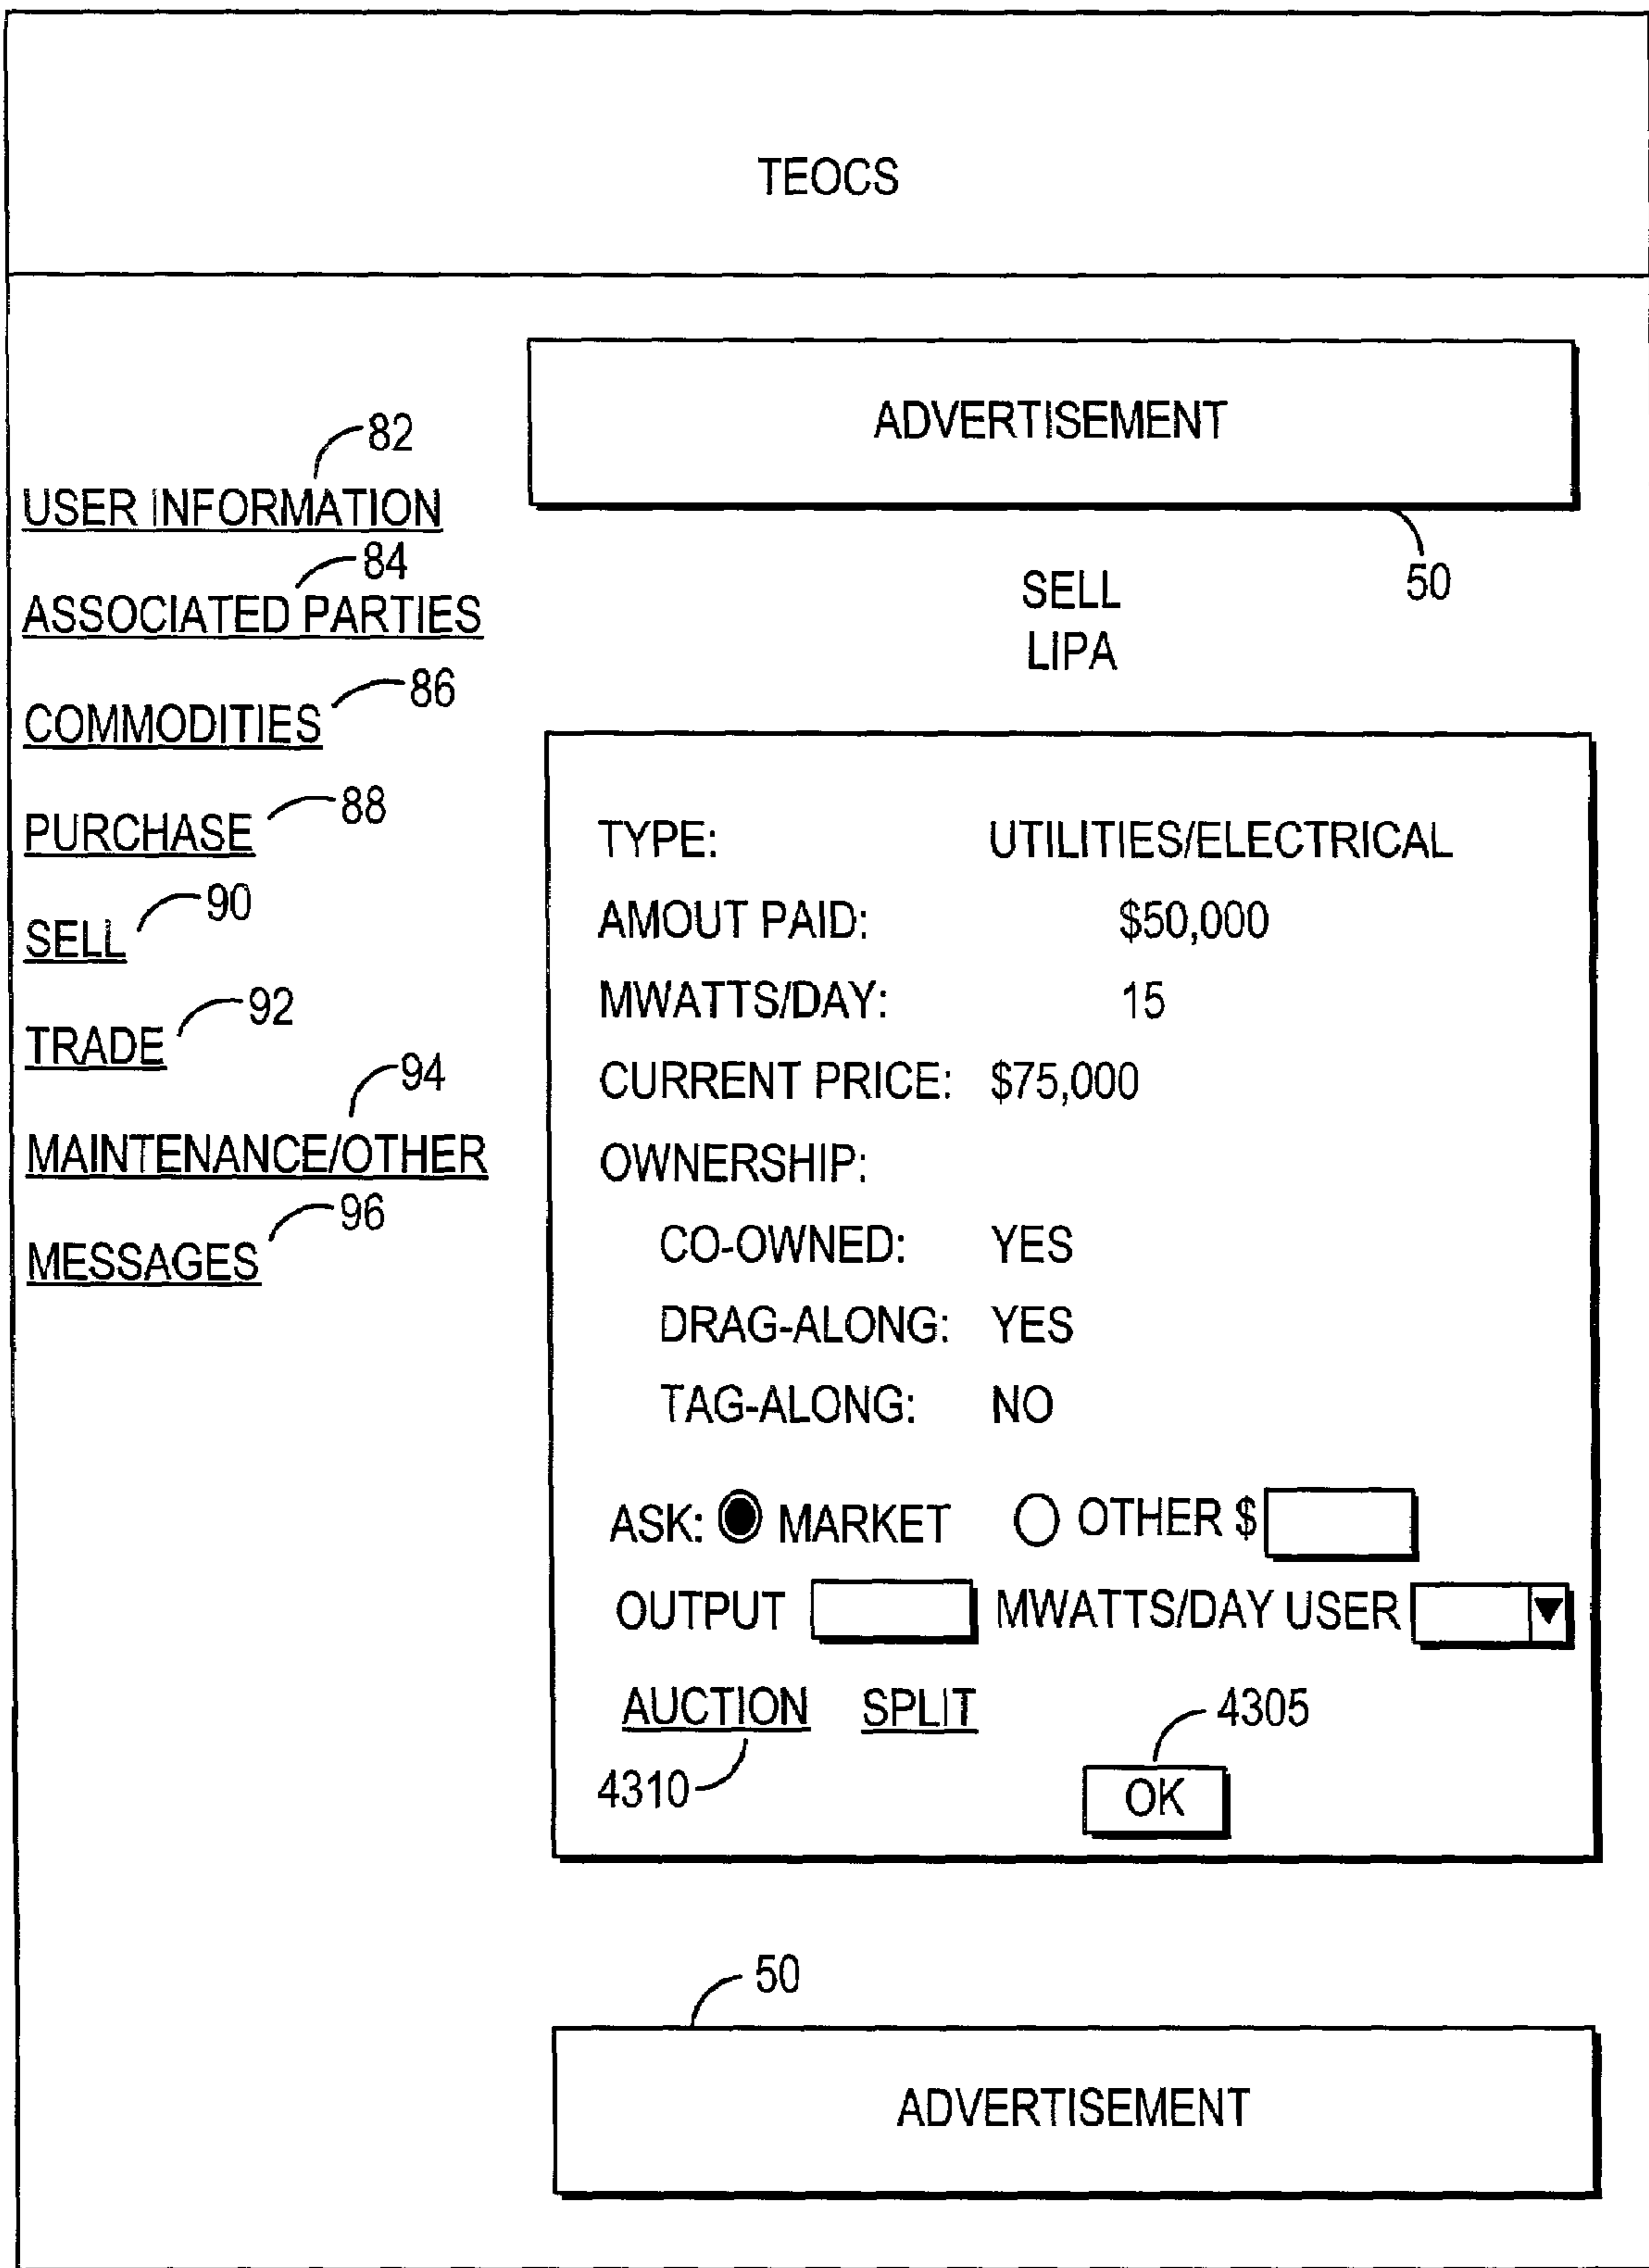 TEOCS
ADVERTISEMENT
50
82
USER INFORMATION
84
ASSOCIATED PARTIES
86
COMMODITIES
88
PURCHASE
90
SELL
92
TRADE
94
MAINTENANCE/OTHER
96
MESSAGES
SELL
LIPA
TYPE: UTILITIES/ELECTRICAL
AMOUT PAID: $50,000
MWATTS/DAY: 15
CURRENT PRICE: $75,000
OWNERSHIP:
CO-OWNED: YES
DRAG-ALONG: YES
TAG-ALONG: NO
ASK: MARKET OTHER $
OUTPUT MWATTS/DAY USER
AUCTION SPLIT
4305
4310
OK
50
ADVERTISEMENT